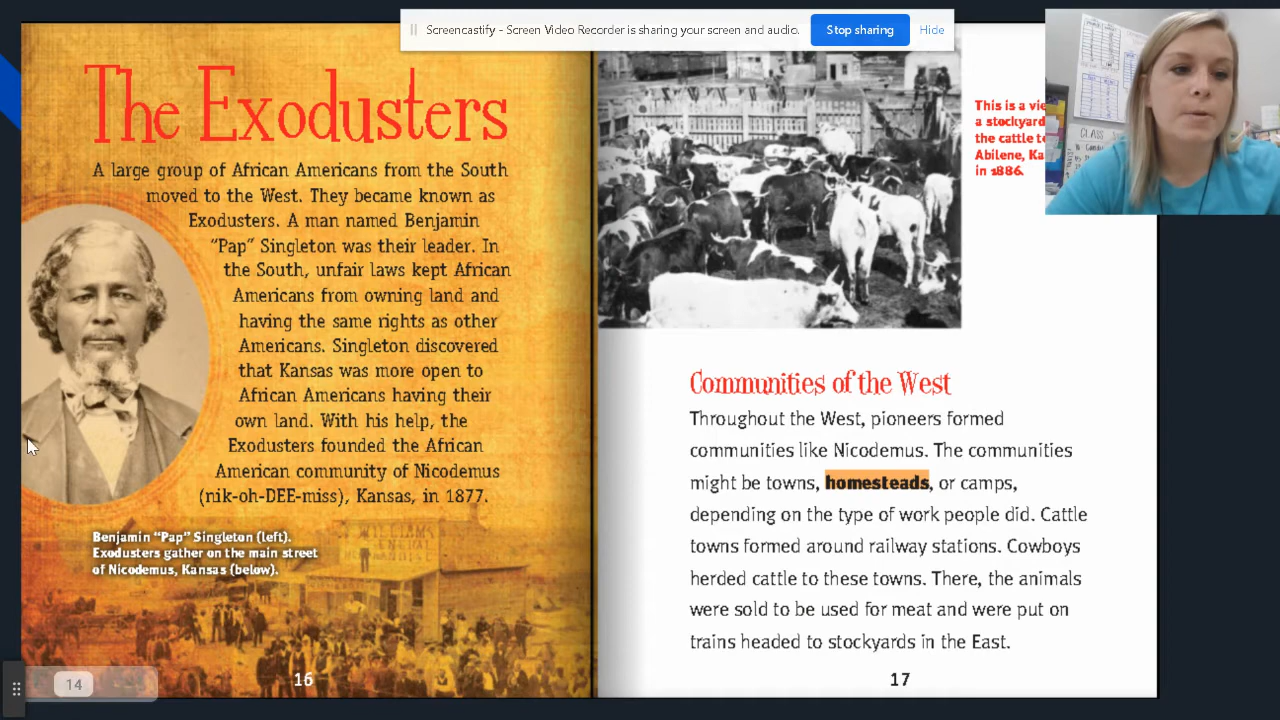 Screencastify - Screen Video Recorder is sharing your screen and audio.
Stop sharing
Hide
The Exodusters
A large group of African Americans from the South
moved to the West. They became known as
Exodusters. A man named Benjamin
“Pap” Singleton was their leader. In
the South, unfair laws kept African
Americans from owning land and
having the same rights as other
Americans. Singleton discovered
that Kansas was more open to
African Americans having their
own land. With his help, the
Exodusters founded the African
American community of Nicodemus
(nik-oh-DEE-miss), Kansas, in 1877.
Benjamin “Pap” Singleton (left).
Exodusters gather on the main street
of Nicodemus, Kansas (below).
WILLIAMS
GENERAL
16
14
This is a
a stockyard
the cattle
Abilene,
in 1886.
CLASS
Communities of the West
Throughout the West, pioneers formed
communities like Nicodemus. The communities
might be towns, homesteads, or camps,
depending on the type of work people did. Cattle
towns formed around railway stations. Cowboys
herded cattle to these towns. There, the animals
were sold to be used for meat and were put on
trains headed to stockyards in the East.
17